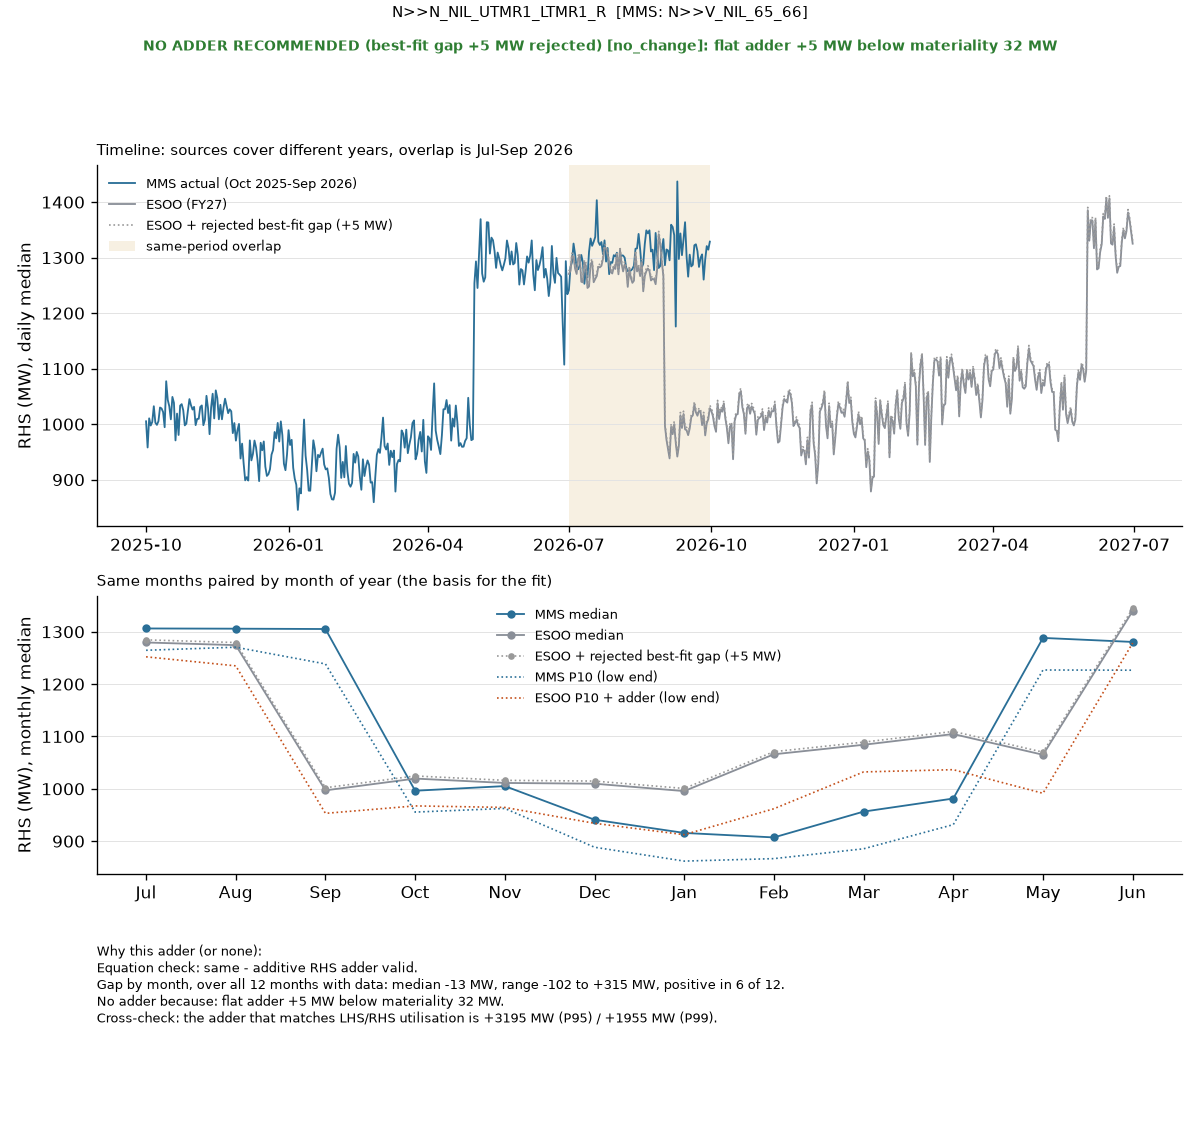 N>>N_NIL_UTMR1_LTMR1_R  [MMS: N>>V_NIL_65_66]
NO ADDER RECOMMENDED (best-fit gap +5 MW rejected) [no_change]: flat adder +5 MW below materiality 32 MW
Timeline: sources cover different years, overlap is Jul-Sep 2026
MMS actual (Oct 2025-Sep 2026)
ESOO (FY27)
ESOO + rejected best-fit gap (+5 MW)
same-period overlap
RHS (MW), daily median
1400
1300
1200
1100
1000
900
2025-10
2026-01
2026-04
2026-07
2026-10
2027-01
2027-04
2027-07
Same months paired by month of year (the basis for the fit)
MMS median
ESOO median
ESOO + rejected best-fit gap (+5 MW)
MMS P10 (low end)
ESOO P10 + adder (low end)
RHS (MW), monthly median
1300
1200
1100
1000
900
Jul
Aug
Sep
Oct
Nov
Dec
Jan
Feb
Mar
Apr
May
Jun
Why this adder (or none):
Equation check: same - additive RHS adder valid.
Gap by month, over all 12 months with data: median -13 MW, range -102 to +315 MW, positive in 6 of 12.
No adder because: flat adder +5 MW below materiality 32 MW.
Cross-check: the adder that matches LHS/RHS utilisation is +3195 MW (P95) / +1955 MW (P99).